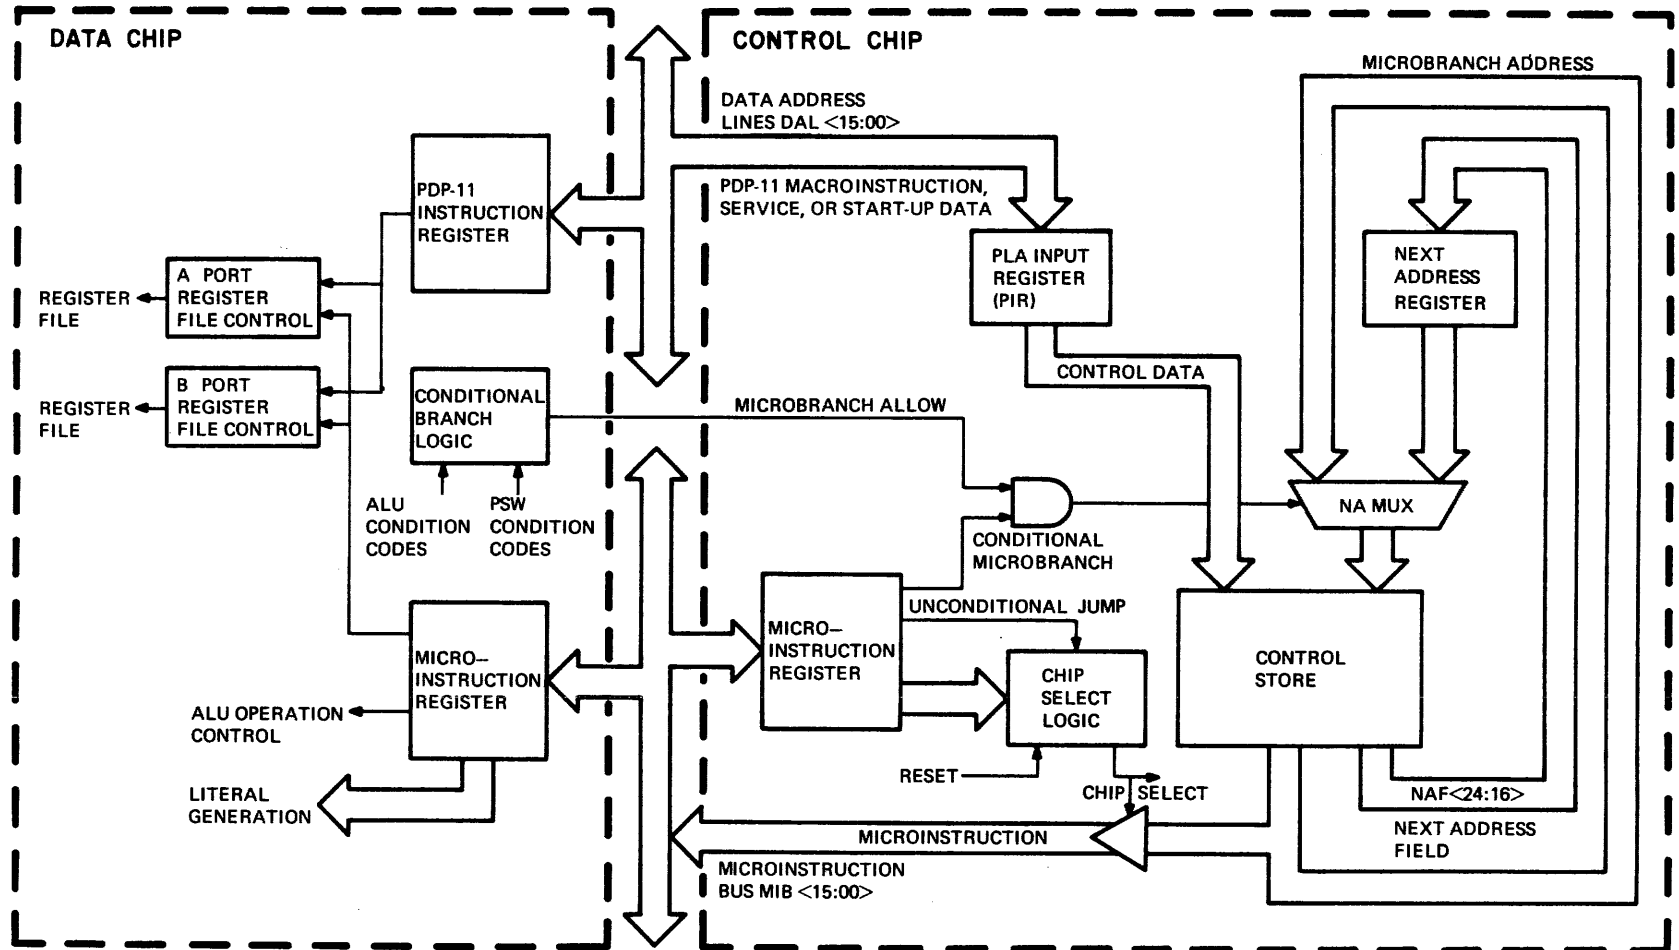 DATA CHIP
CONTROL CHIP
MICROBRANCH ADDRESS
DATA ADDRESS
LINES DAL <15:00>
PDP-11 MACROINSTRUCTION,
SERVICE, OR START-UP DATA
PDP-11
INSTRUCTION
REGISTER
PLA INPUT
REGISTER
(PIR)
NEXT
ADDRESS
REGISTER
A PORT
REGISTER
FILE CONTROL
REGISTER
FILE
B PORT
REGISTER
FILE CONTROL
REGISTER
FILE
CONDITIONAL
BRANCH
LOGIC
CONTROL DATA
MICROBRANCH ALLOW
ALU
CONDITION
CODES
PSW
CONDITION
CODES
NA MUX
CONDITIONAL
MICROBRANCH
UNCONDITIONAL JUMP
MICRO—
INSTRUCTION
REGISTER
MICRO—
INSTRUCTION
REGISTER
CHIP
SELECT
LOGIC
CONTROL
STORE
ALU OPERATION
CONTROL
RESET
CHIP SELECT
LITERAL
GENERATION
NAF<24:16>
NEXT ADDRESS
FIELD
MICROINSTRUCTION
MICROINSTRUCTION
BUS MIB <15:00>